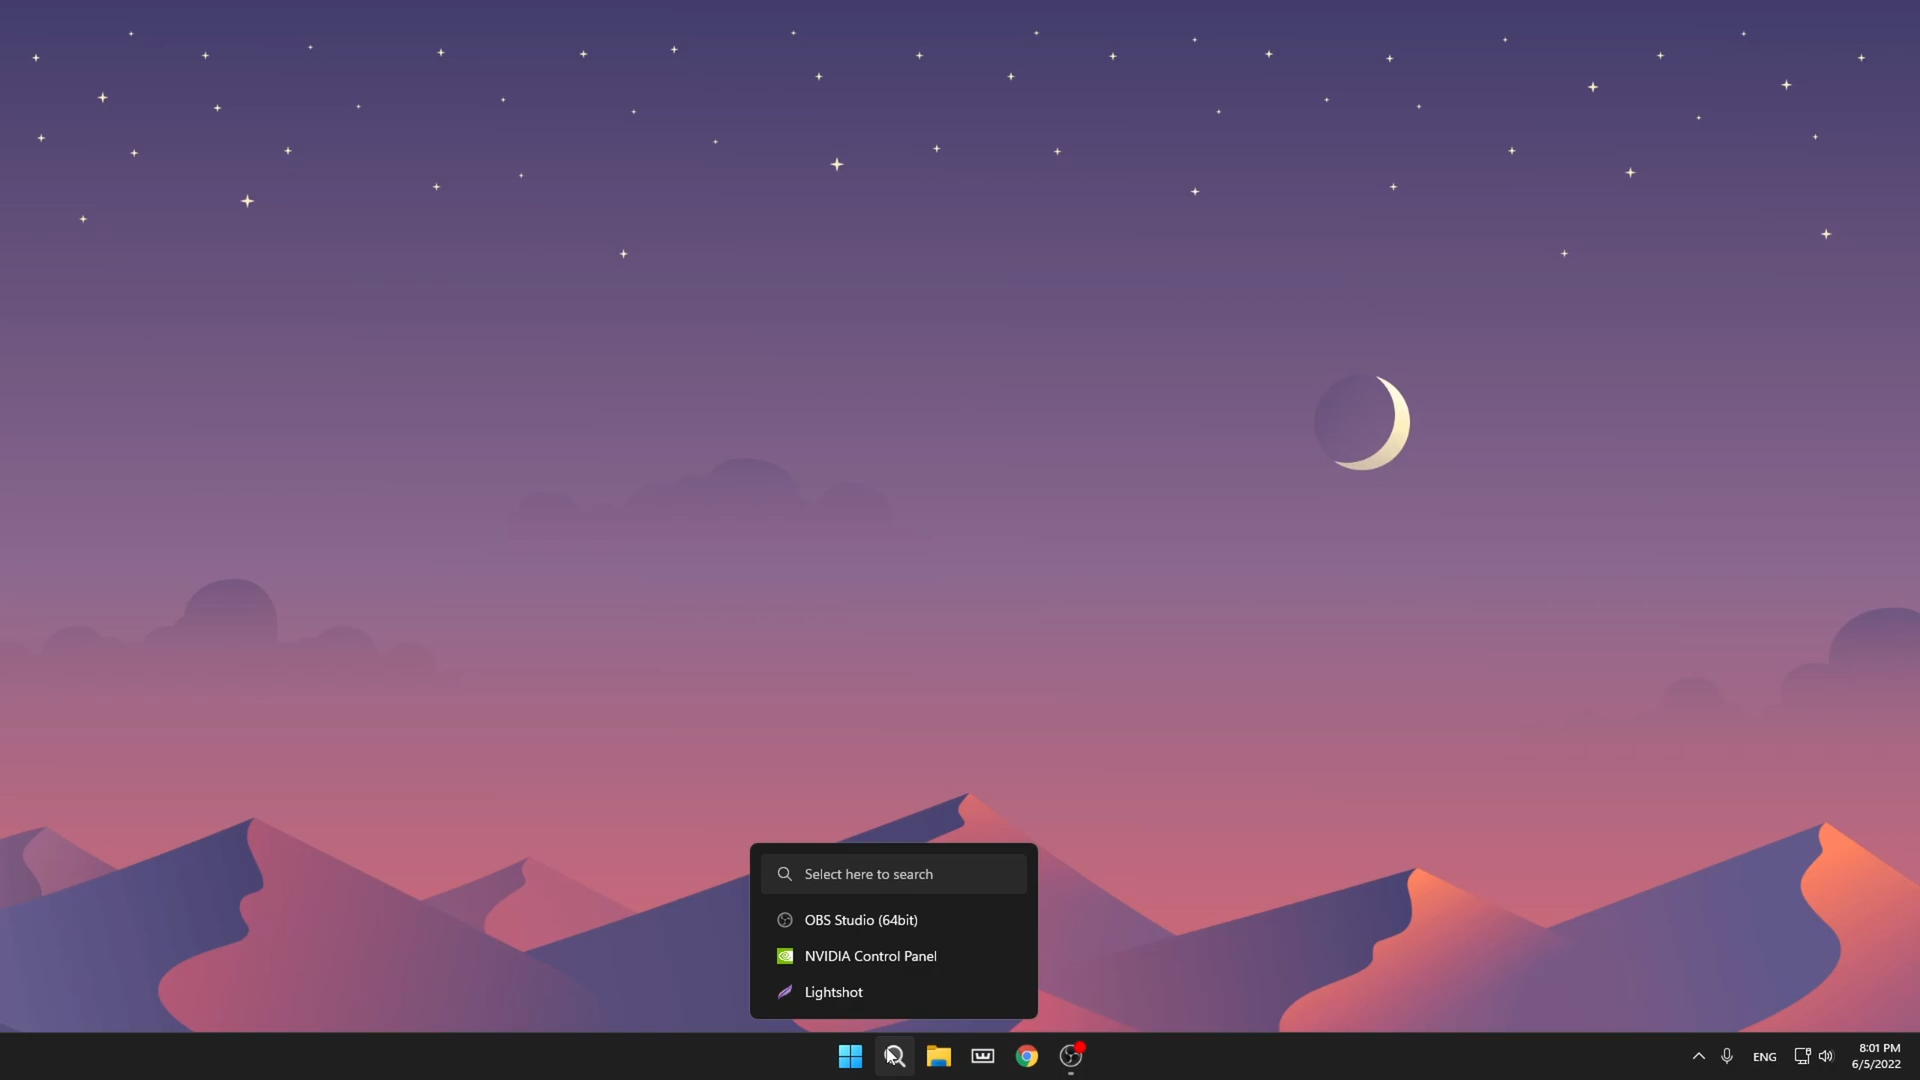 Select here to search
OBS Studio (64bit)
NVIDIA Control Panel
Lightshot
ENG
8:01 PM
6/5/2022